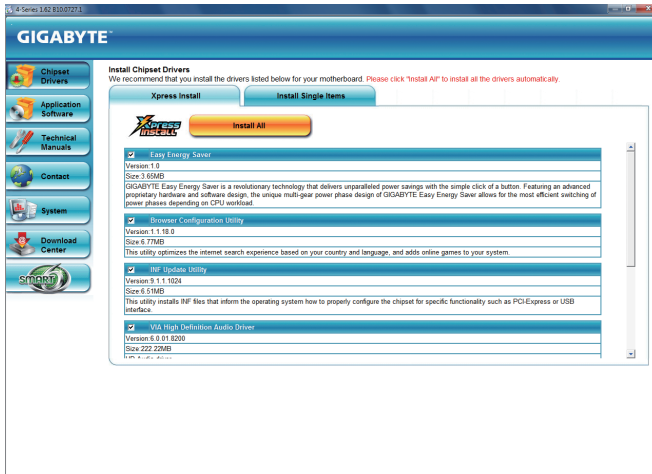 4-Series 1.62 B10.0727.1
GIGABYTE™
Chipset
Drivers
Application
Software
Technical
Manuals
Contact
System
Download
Center
SMART6
Install Chipset Drivers
We recommend that you install the drivers listed below for your motherboard. Please click "Install All" to install all the drivers automatically.
Xpress Install
Install Single Items
Xpress
INSTALL
Install All
Easy Energy Saver
Version:1.0
Size:3.65MB
GIGABYTE Easy Energy Saver is a revolutionary technology that delivers unparalleled power savings with the simple click of a button. Featuring an advanced
proprietary hardware and software design, the unique multi-gear power phase design of GIGABYTE Easy Energy Saver allows for the most efficient switching of
power phases depending on CPU workload.
Browser Configuration Utility
Version:1.1.18.0
Size:6.77MB
This utility optimizes the internet search experience based on your country and language, and adds online games to your system.
INF Update Utility
Version:9.1.1.1024
Size:6.51MB
This utility installs INF files that inform the operating system how to properly configure the chipset for specific functionality such as PCI-Express or USB
interface.
VIA High Definition Audio Driver
Version:6.0.01.8200
Size:222.22MB
HD Audio driver